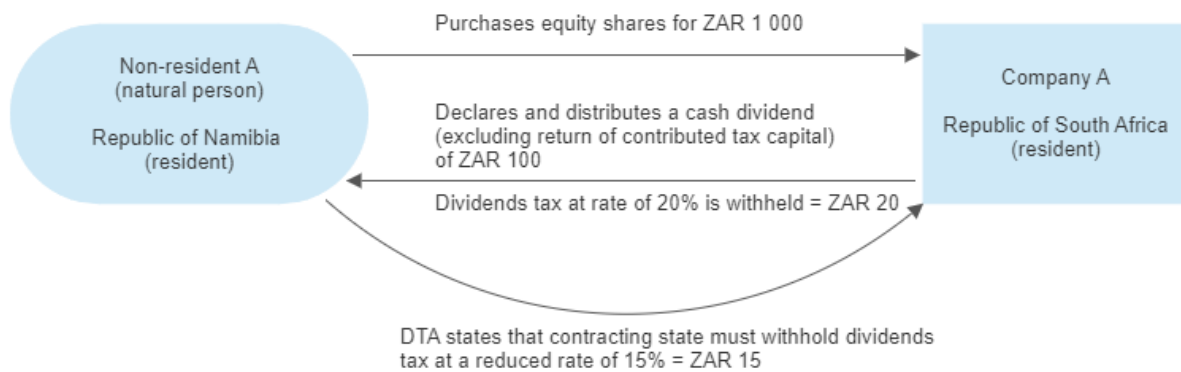 Purchases equity shares for ZAR 1 000
Non-resident A
(natural person)
Republic of Namibia
(resident)
Declares and distributes a cash dividend
(excluding return of contributed tax capital)
of ZAR 100
Company A
Republic of South Africa
(resident)
Dividends tax at rate of 20% is withheld = ZAR 20
DTA states that contracting state must withhold dividends
tax at a reduced rate of 15% = ZAR 15